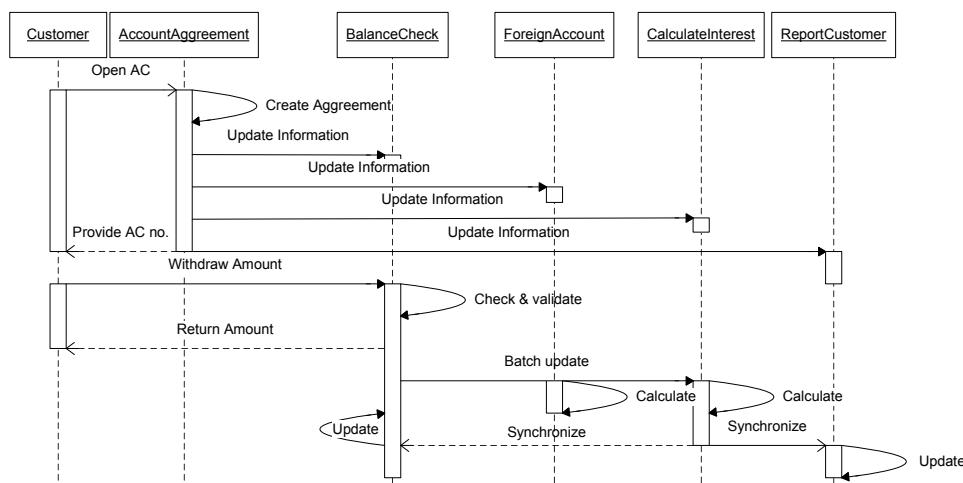 Customer
AccountAggreement
BalanceCheck
ForeignAccount
CalculateInterest
ReportCustomer
Open AC
Create Aggreement
Update Information
Update Information
Update Information
Provide AC no.
Update Information
Withdraw Amount
Check & validate
Return Amount
Batch update
Calculate
Calculate
Update
Synchronize
Synchronize
Update